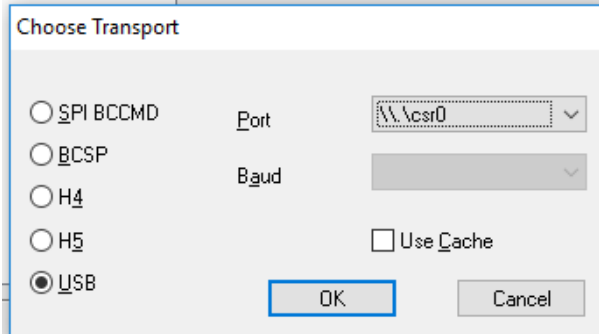 Choose Transport
SPI BCCMD
BCSP
H4
H5
USB
Port
\\.\csr0
Baud
Use Cache
OK
Cancel